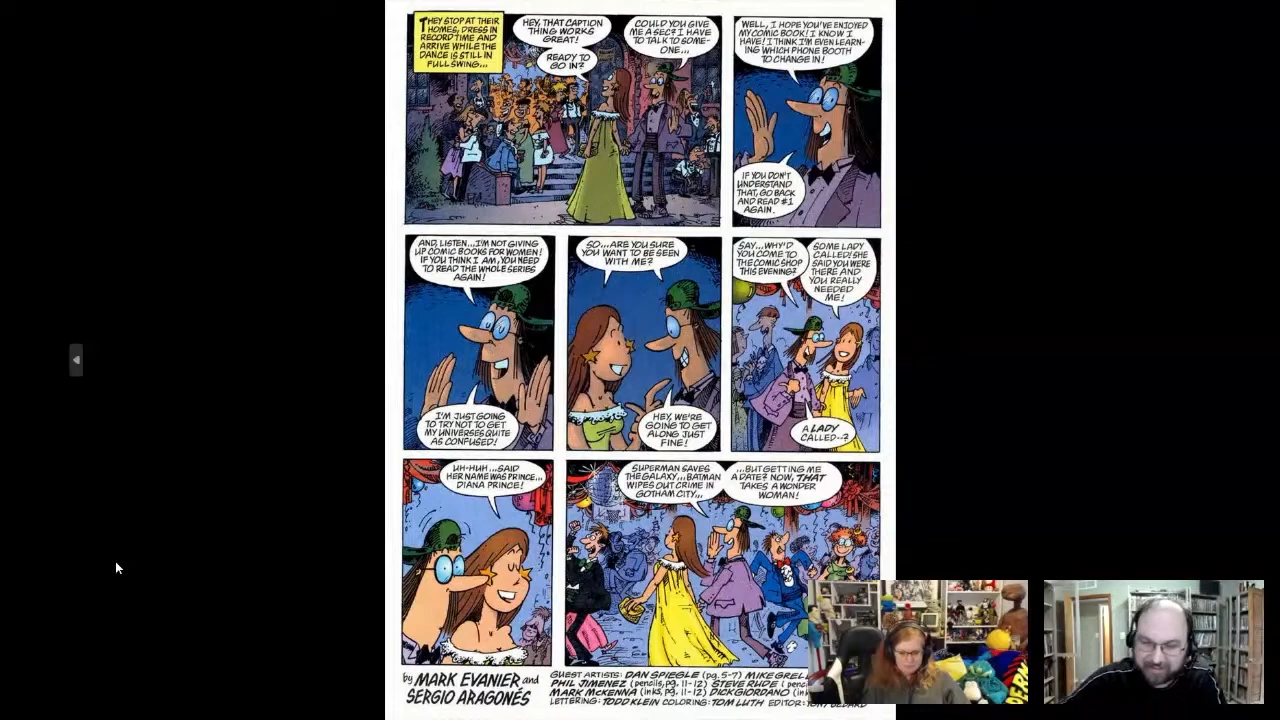 THEY STOP AT THEIR
HOMES, DRESS IN
RECORD TIME AND
ARRIVE WHILE THE
DANCE IS STILL IN
FULL SWING...
HEY, THAT CAPTION
THING WORKS
GREAT!
READY TO
GO IN?
COULD YOU GIVE
ME A SEC? I HAVE
TO TALK TO SOME-
ONE...
WELL, I HOPE YOU'VE ENJOYED
MY COMIC BOOK! I KNOW I
HAVE! I THINK I'M EVEN LEARN-
ING WHICH PHONE BOOTH
TO CHANGE IN!
IF YOU DON'T
UNDERSTAND
THAT, GO BACK
AND READ #1
AGAIN.
AND, LISTEN...I'M NOT GIVING
UP COMIC BOOKS FOR WOMEN!
IF YOU THINK I AM, YOU NEED
TO READ THE WHOLE SERIES
AGAIN!
I'M JUST GOING
TO TRY NOT TO GET
MY UNIVERSES QUITE
AS CONFUSED!
SO...ARE YOU SURE
YOU WANT TO BE SEEN
WITH ME?
HEY, WE'RE
GOING TO GET
ALONG JUST
FINE!
SAY...WHY'D
YOU COME TO
THE COMIC SHOP
THIS EVENING?
SOME LADY
CALLED! SHE
SAID YOU WERE
THERE AND
YOU REALLY
NEEDED
ME!
A LADY
CALLED--?
UH-HUH...SAID
HER NAME WAS PRINCE...
DIANA PRINCE!
SUPERMAN SAVES
THE GALAXY...BATMAN
WIPES OUT CRIME IN
GOTHAM CITY...
...BUT GETTING ME
A DATE? NOW, THAT
TAKES A WONDER
WOMAN!
by MARK EVANIER and
SERGIO ARAGONÉS
GUEST ARTISTS: DAN SPIEGLE (pg. 5-7) MIKE
PHIL JIMENEZ (pencils, pg. 11-12) STEVE RUDE
MARK McKENNA (inks, pg. 11-12) DICK GIORDANO
LETTERING: TODD KLEIN COLORING: TOM LUTH EDITOR: